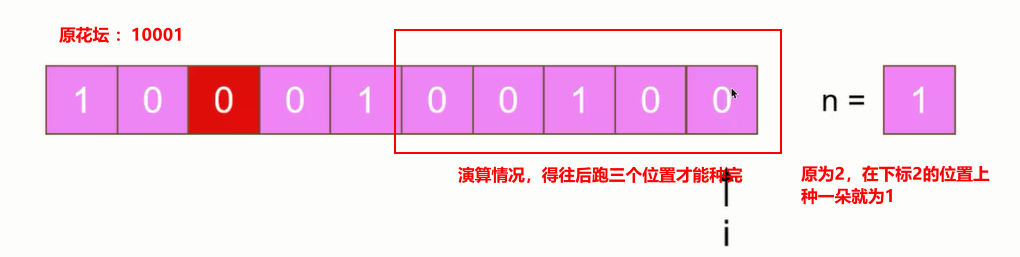 原花坛 ：10001
1 0 0 0 1 0 0 1 0 0 n = 1
演算情况，得往后跑三个位置才能种完
原为2，在下标2的位置上
种一朵就为1
i